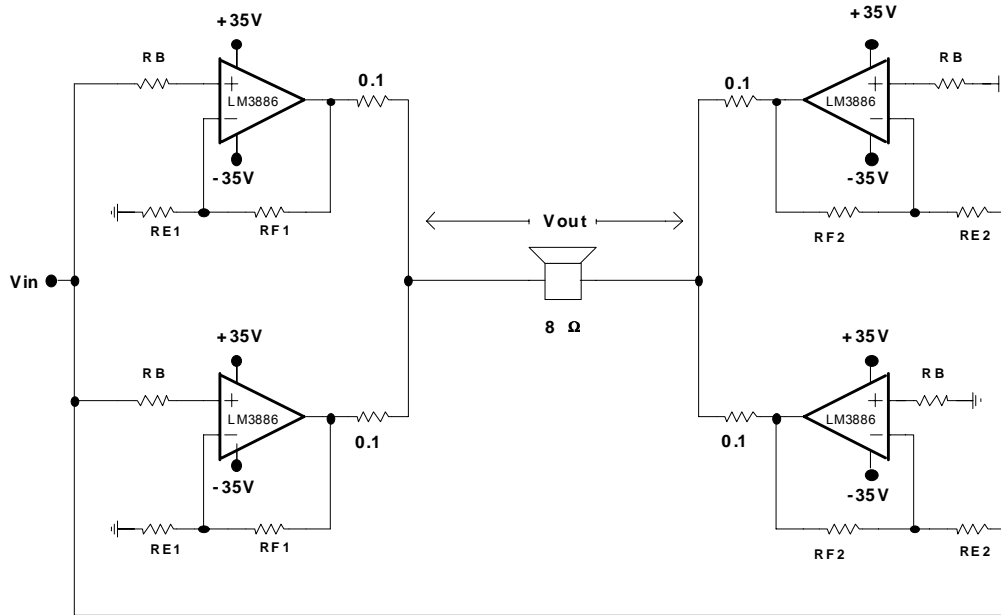 +35V
RB
+
LM3886
−
-35V
0.1
RE1
RF1
+35V
RB
+
LM3886
−
-35V
0.1
RF2
RE2
Vout
Vin
8 Ω
+35V
RB
+
LM3886
−
-35V
0.1
RE1
RF1
+35V
RB
+
LM3886
−
-35V
0.1
RF2
RE2